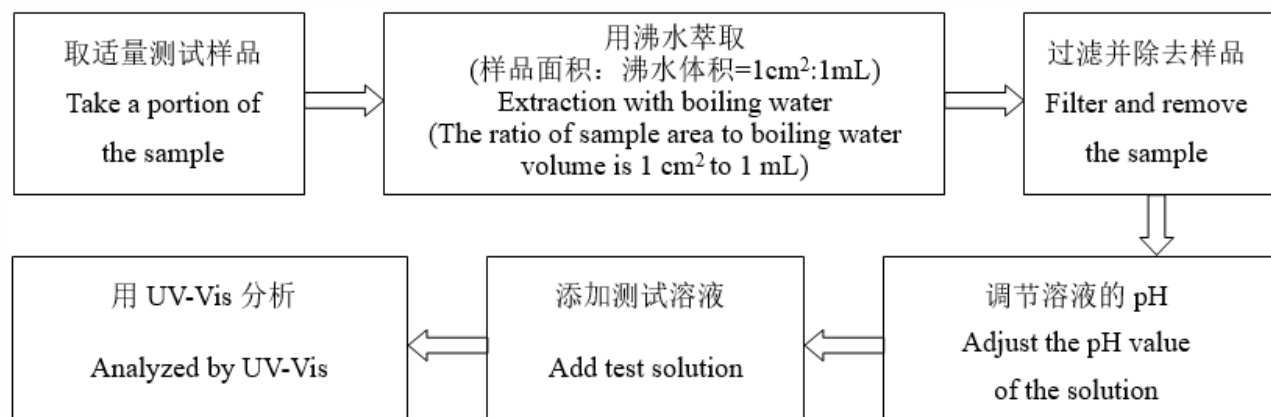 取适量测试样品
Take a portion of
the sample
用沸水萃取
(样品面积：沸水体积=1cm²:1mL)
Extraction with boiling water
(The ratio of sample area to boiling water
volume is 1 cm² to 1 mL)
过滤并除去样品
Filter and remove
the sample
调节溶液的 pH
Adjust the pH value
of the solution
添加测试溶液
Add test solution
用 UV-Vis 分析
Analyzed by UV-Vis